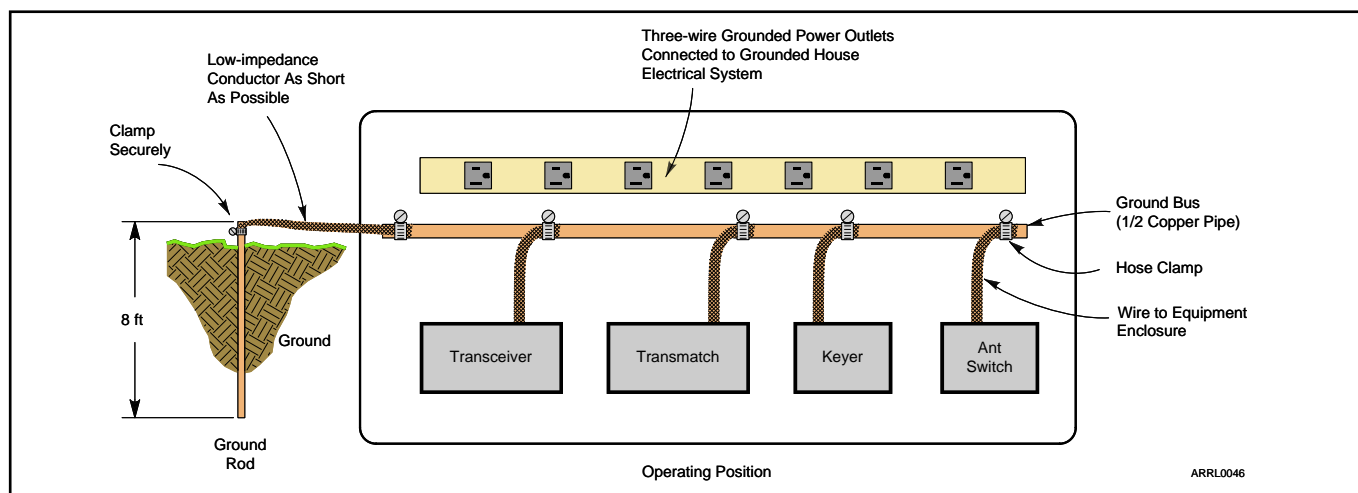 Three-wire Grounded Power Outlets
Connected to Grounded House
Electrical System
Low-impedance
Conductor As Short
As Possible
Clamp
Securely
Ground Bus
(1/2 Copper Pipe)
Hose Clamp
Wire to Equipment
Enclosure
8 ft
Ground
Transceiver
Transmatch
Keyer
Ant
Switch
Ground
Rod
Operating Position
ARRL0046